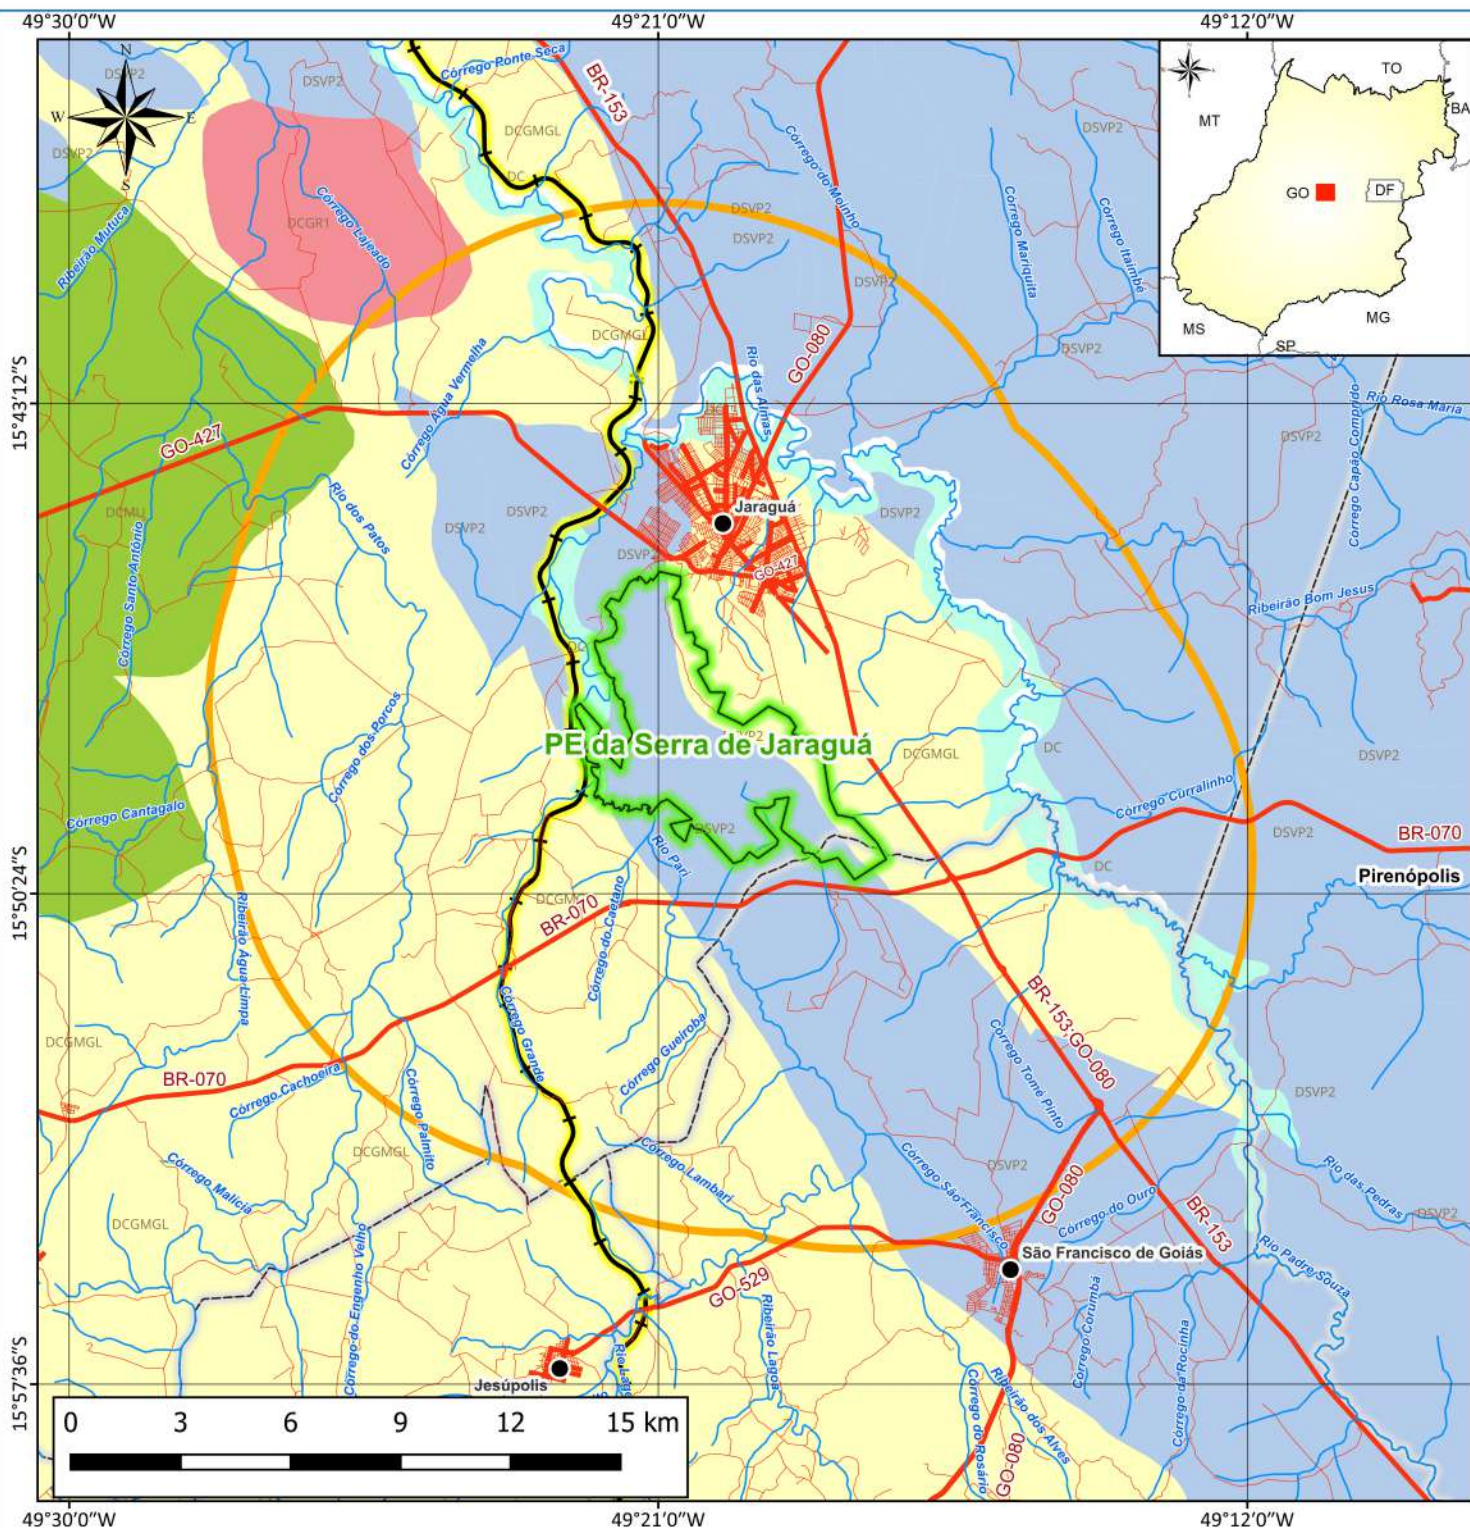 49°30′0″W
49°21′0″W
49°12′0″W
N
W
E
S
DSVP2
DSVP2
DSVP2
Córrego Ponte Seca
BR-153
DCGMGL
DC
Córrego do Moinho
DSVP2
Córrego Mariquita
Córrego Itaimbé
TO
BA
MT
GO
DF
MS
MG
SP
Ribeirão Mutuca
Córrego Lajeado
DCGR1
DSVP2
DSVP2
DSVP2
DCGMGL
GO-080
DSVP2
Córrego Água Vermelha
Rio das Almas
15°43′12″S
GO-427
Córrego Capão Comprido
Rio Rosa Maria
DSVP2
DCMU
Rio dos Patos
DSVP2
DSVP2
Jaraguá
DSVP2
DSVP2
GO-427
Córrego Santo Antônio
Ribeirão Bom Jesus
DC
Córrego dos Porcos
PE da Serra de Jaraguá
DCGMGL
DC
DSVP2
Córrego Cantagalo
Córrego Curralinho
DSVP2
DSVP2
BR-070
Rio Pari
DC
Pirenópolis
15°50′24″S
BR-070
Córrego do Caetano
Ribeirão Água Limpa
Córrego Grande
BR-153;GO-080
DCGMGL
BR-070
Córrego Cachoeira
Córrego Gueiroba
Córrego Tomé Pinto
DSVP2
Córrego Palmito
DCGMGL
Córrego Malícia
Córrego Lambari
Córrego São Francisco
DSVP2
GO-080
Córrego do Ouro
Rio das Pedras
DSVP2
DCGMGL
BR-153
Córrego do Engenho Velho
São Francisco de Goiás
Rio Padre Souza
GO-529
Ribeirão Lagoa
Córrego Corumbá
Córrego da Rocinha
Jesúpolis
15°57′36″S
Córrego do Rosário
Ribeirão dos Alves
GO-080
0 3 6 9 12 15 km
49°30′0″W
49°21′0″W
49°12′0″W